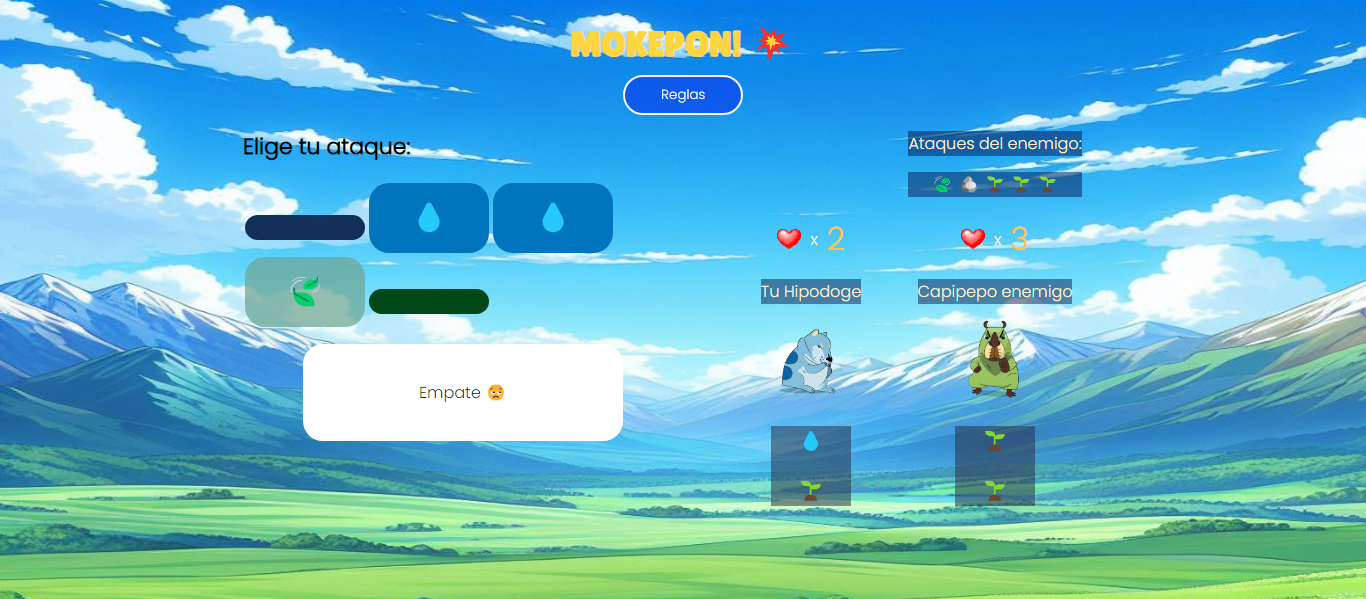 MOKEPON! 💥
Reglas
Elige tu ataque:
Empate 😧
Ataques del enemigo:
❤️ x 2
❤️ x 3
Tu Hipodoge
Capipepo enemigo